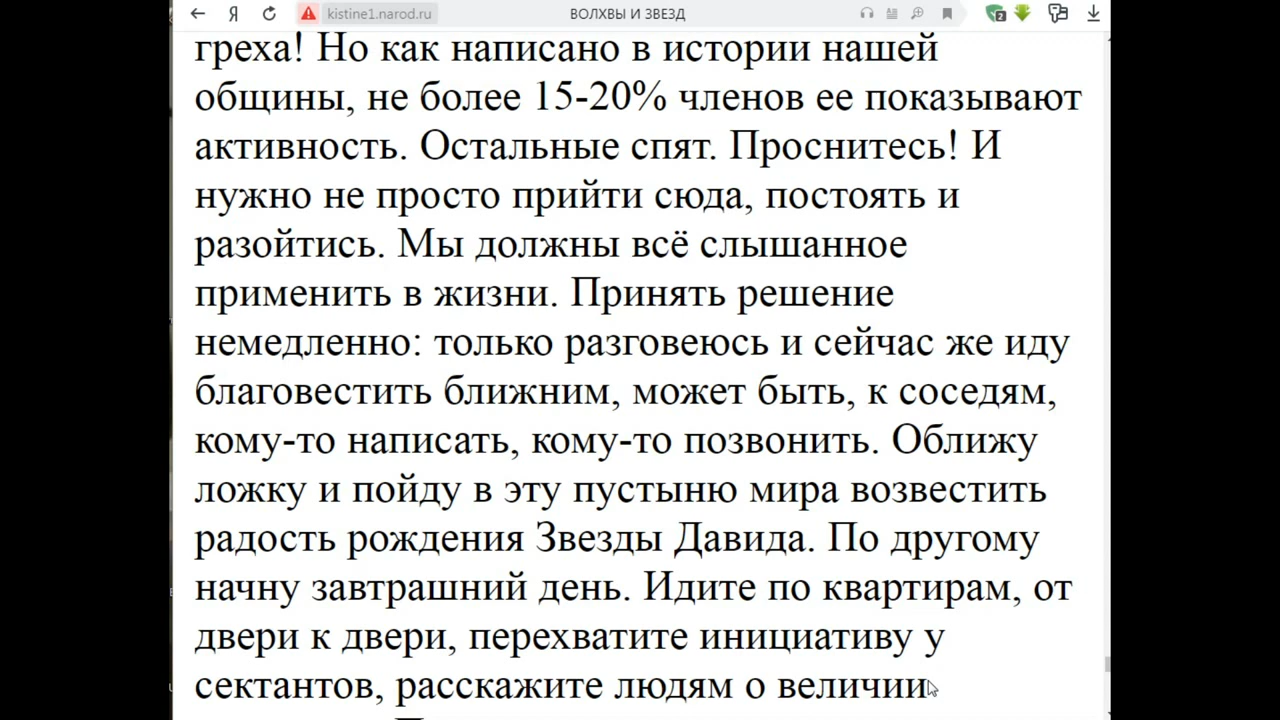 kistine1.narod.ru
ВОЛХВЫ И ЗВЕЗД
греха! Но как написано в истории нашей
общины, не более 15-20% членов ее показывают
активность. Остальные спят. Проснитесь! И
нужно не просто прийти сюда, постоять и
разойтись. Мы должны всё слышанное
применить в жизни. Принять решение
немедленно: только разговеюсь и сейчас же иду
благовестить ближним, может быть, к соседям,
кому-то написать, кому-то позвонить. Оближу
ложку и пойду в эту пустыню мира возвестить
радость рождения Звезды Давида. По другому
начну завтрашний день. Идите по квартирам, от
двери к двери, перехватите инициативу у
сектантов, расскажите людям о величии